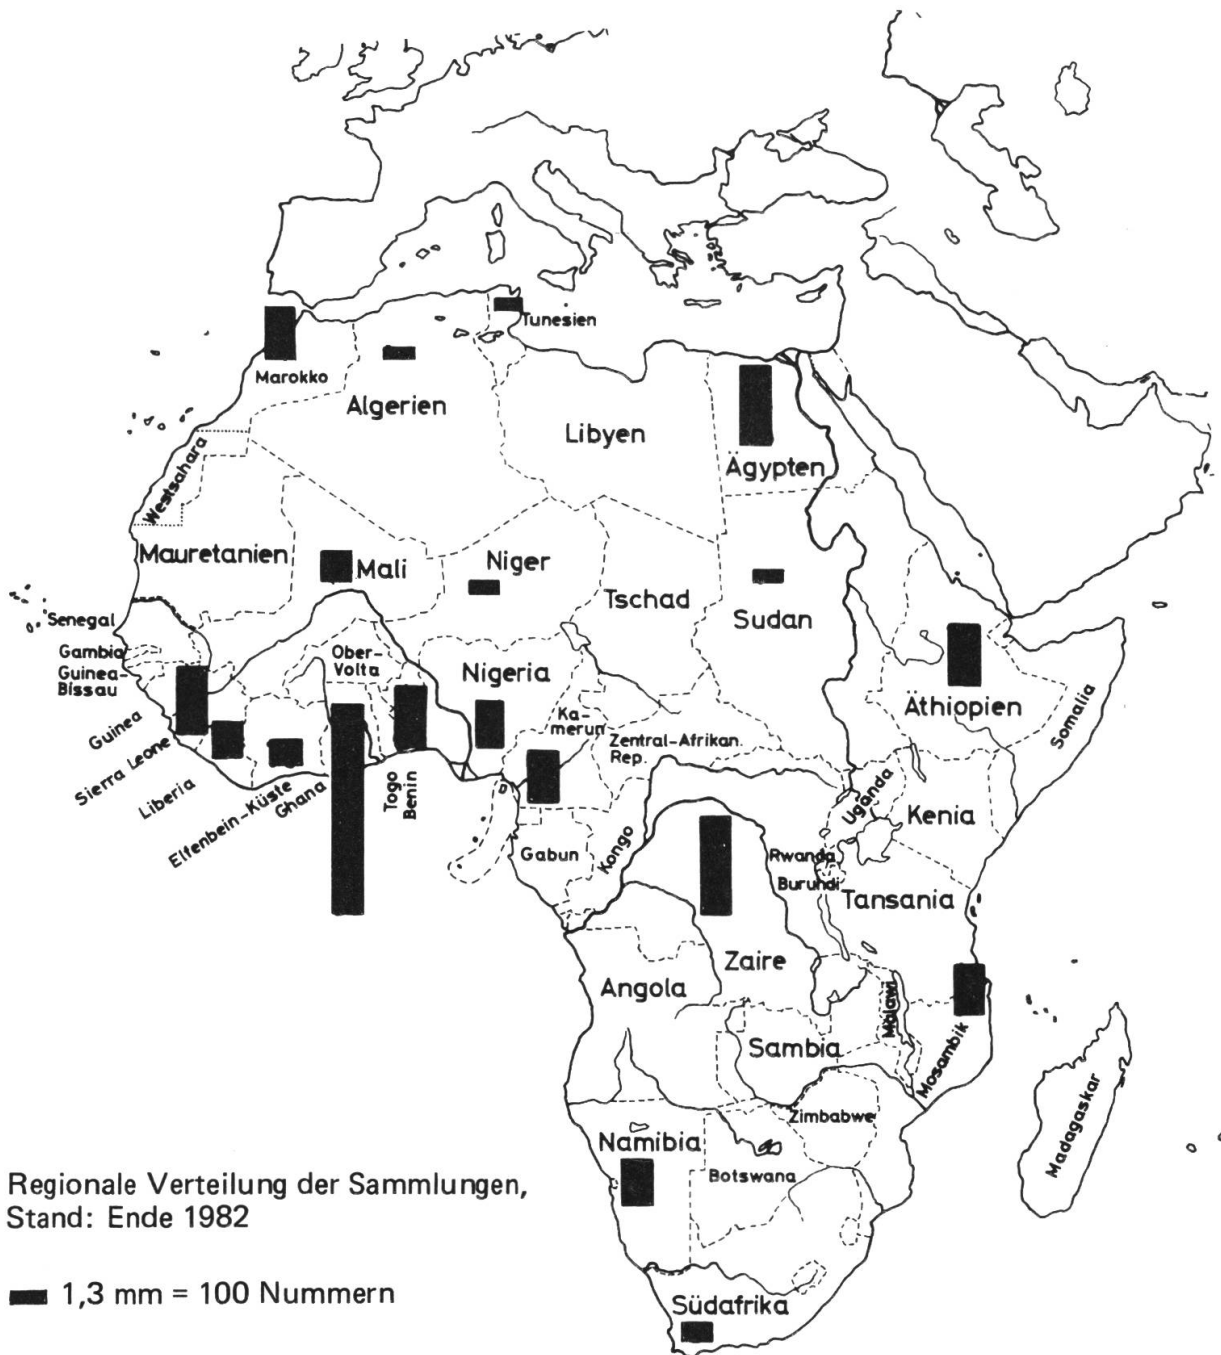 Tunesien
Marokko
Algerien
Libyen
Ägypten
Westsahara
Mauretanien
Mali
Niger
Tschad
Sudan
Senegal
Gambia
Guinea-
Bissau
Ober-
Volta
Nigeria
Äthiopien
Somalia
Guinea
Sierra Leone
Liberia
Elfenbein-Küste
Ghana
Togo
Benin
Ka-
merun
Zentral-Afrikan.
Rep.
Uganda
Kenia
Gabun
Kongo
Rwanda
Burundi
Tansania
Zaire
Angola
Malawi
Sambia
Mosambik
Madagaskar
Zimbabwe
Namibia
Botswana
Südafrika
Regionale Verteilung der Sammlungen,
Stand: Ende 1982
1,3 mm = 100 Nummern